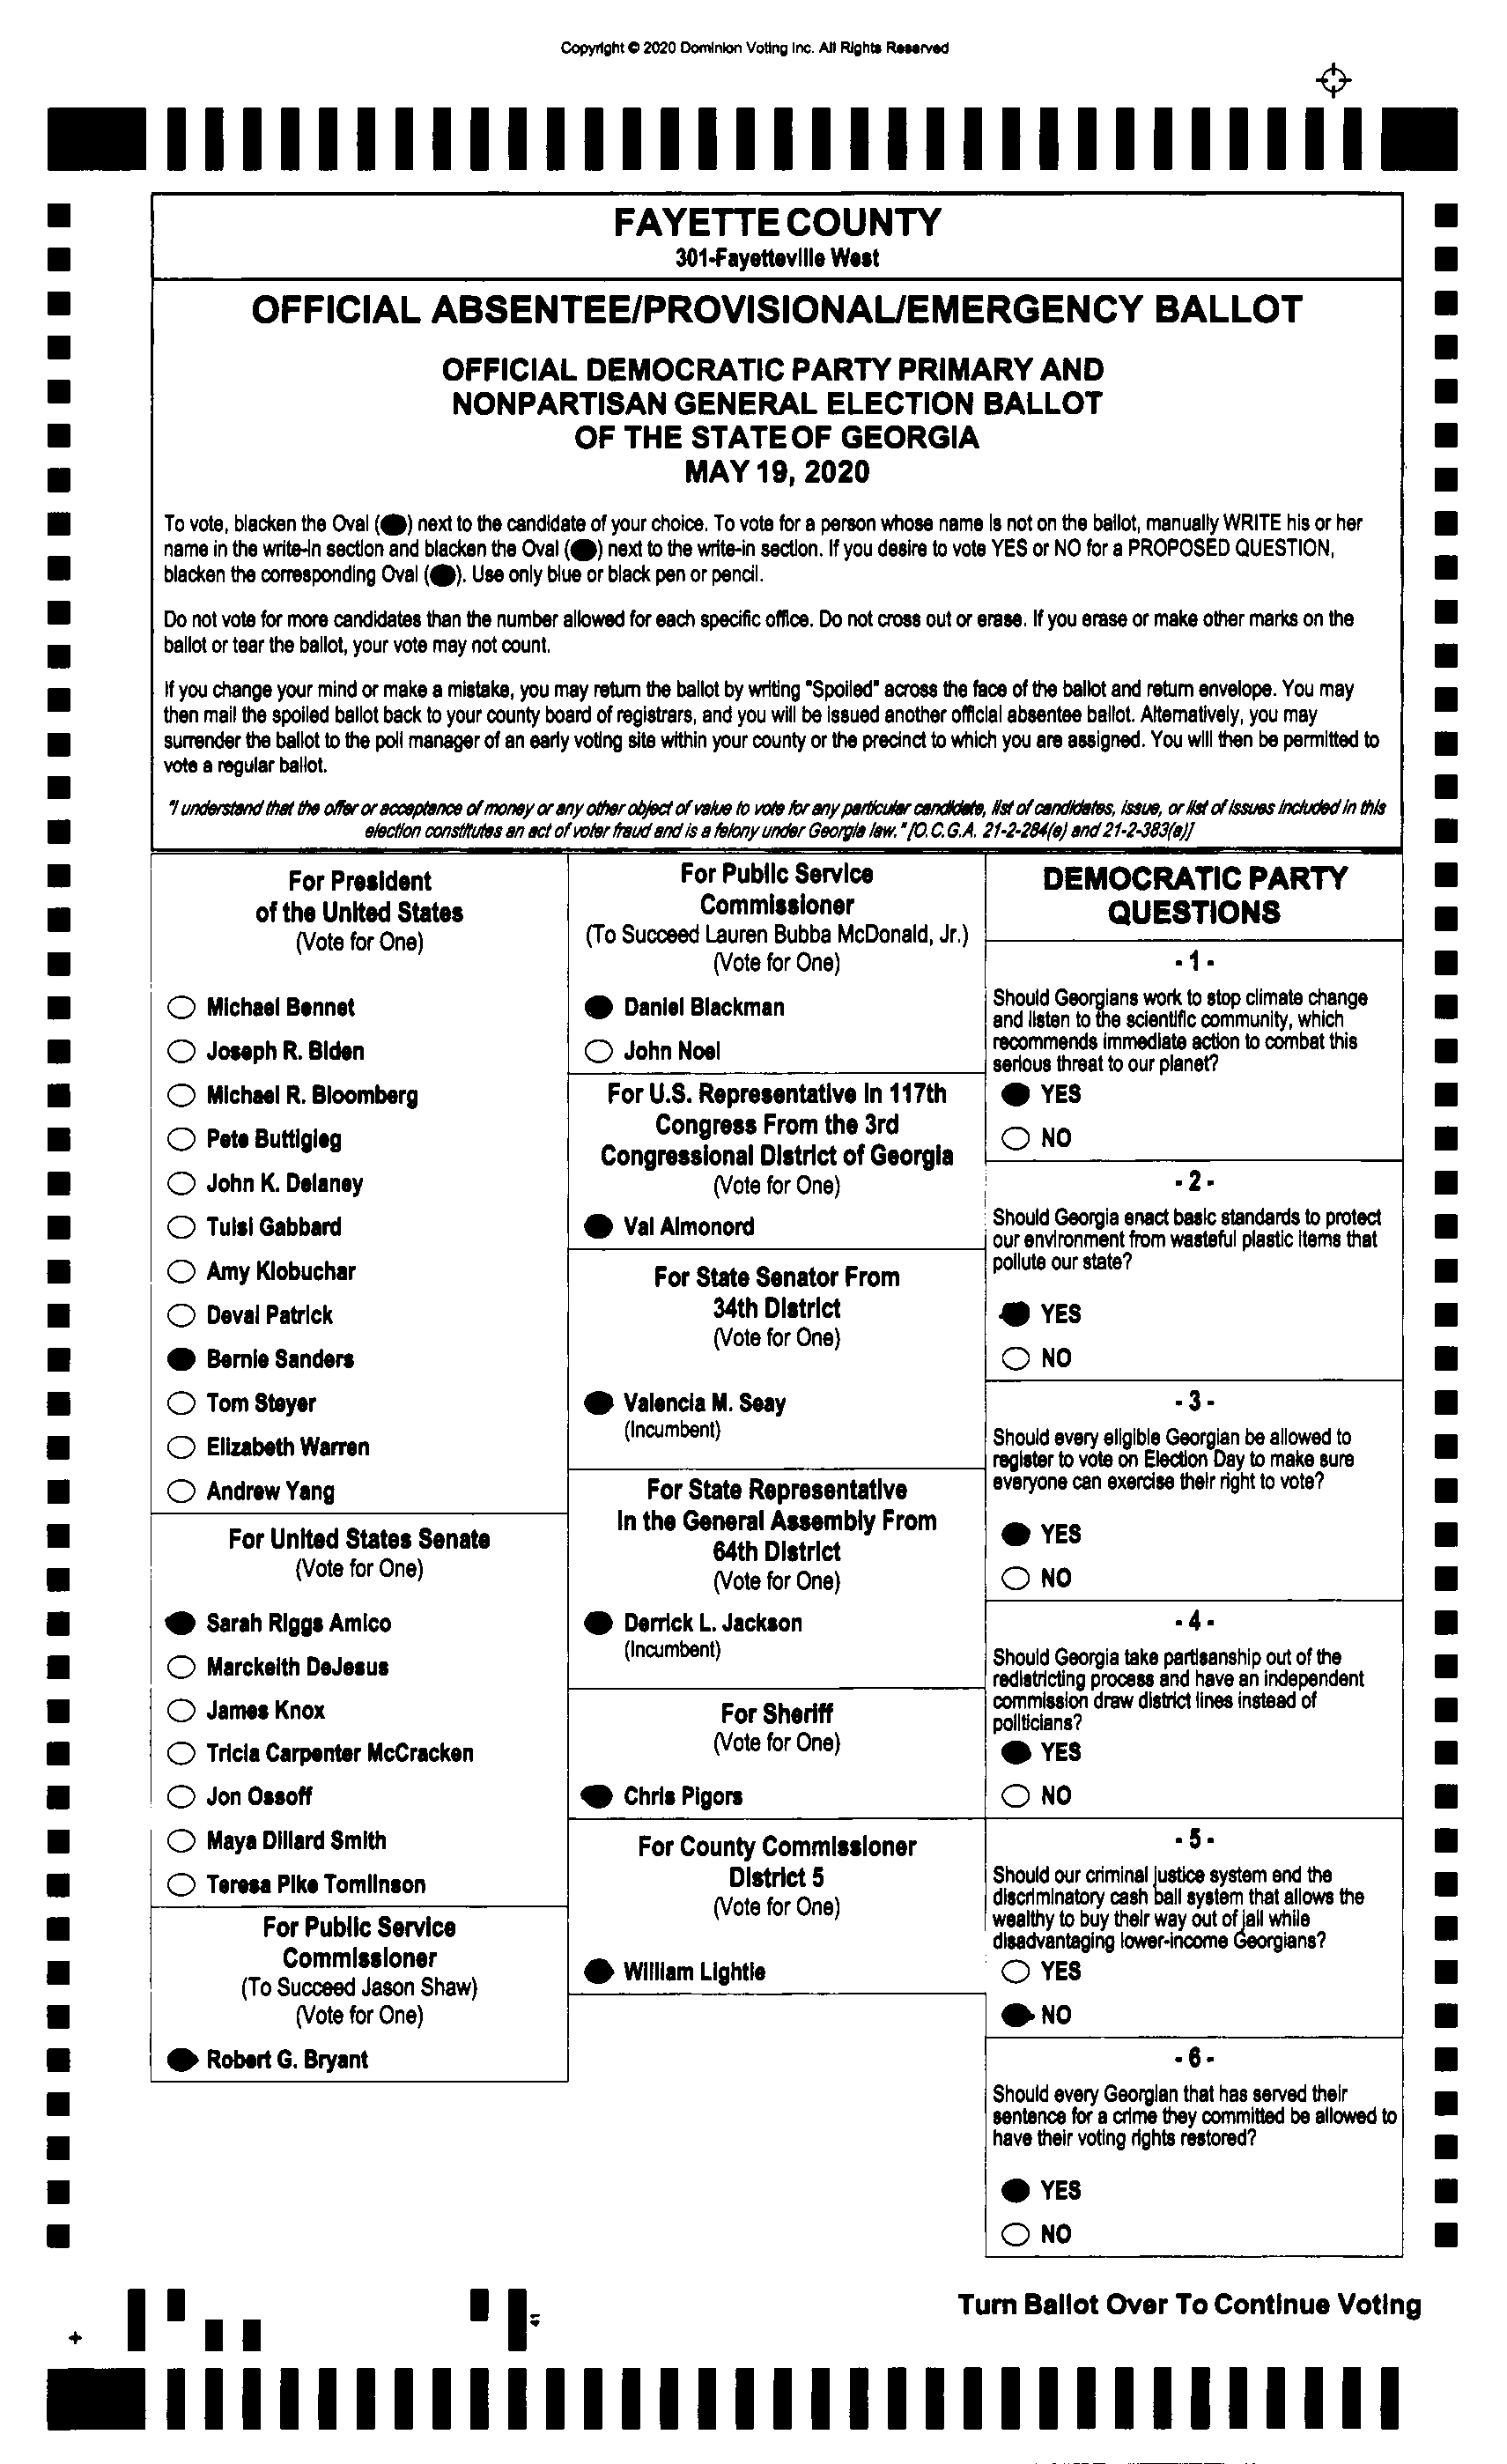 Copyright © 2020 Dominion Voting Inc. All Rights Reserved
FAYETTE COUNTY
301-Fayetteville West
OFFICIAL ABSENTEE/PROVISIONAL/EMERGENCY BALLOT
OFFICIAL DEMOCRATIC PARTY PRIMARY AND
NONPARTISAN GENERAL ELECTION BALLOT
OF THE STATE OF GEORGIA
MAY 19, 2020
To vote, blacken the Oval (⬬) next to the candidate of your choice. To vote for a person whose name is not on the ballot, manually WRITE his or her
name in the write-in section and blacken the Oval (⬬) next to the write-in section. If you desire to vote YES or NO for a PROPOSED QUESTION,
blacken the corresponding Oval (⬬). Use only blue or black pen or pencil.
Do not vote for more candidates than the number allowed for each specific office. Do not cross out or erase. If you erase or make other marks on the
ballot or tear the ballot, your vote may not count.
If you change your mind or make a mistake, you may return the ballot by writing "Spoiled" across the face of the ballot and return envelope. You may
then mail the spoiled ballot back to your county board of registrars, and you will be issued another official absentee ballot. Alternatively, you may
surrender the ballot to the poll manager of an early voting site within your county or the precinct to which you are assigned. You will then be permitted to
vote a regular ballot.
"I understand that the offer or acceptance of money or any other object of value to vote for any particular candidate, list of candidates, issue, or list of issues included in this
election constitutes an act of voter fraud and is a felony under Georgia law." [O.C.G.A. 21-2-284(e) and 21-2-383(a)]
For President
of the United States
(Vote for One)
Michael Bennet
Joseph R. Biden
Michael R. Bloomberg
Pete Buttigieg
John K. Delaney
Tulsi Gabbard
Amy Klobuchar
Deval Patrick
Bernie Sanders
Tom Steyer
Elizabeth Warren
Andrew Yang
For United States Senate
(Vote for One)
Sarah Riggs Amico
Marckeith DeJesus
James Knox
Tricia Carpenter McCracken
Jon Ossoff
Maya Dillard Smith
Teresa Pike Tomlinson
For Public Service
Commissioner
(To Succeed Jason Shaw)
(Vote for One)
Robert G. Bryant
For Public Service
Commissioner
(To Succeed Lauren Bubba McDonald, Jr.)
(Vote for One)
Daniel Blackman
John Noel
For U.S. Representative in 117th
Congress From the 3rd
Congressional District of Georgia
(Vote for One)
Val Almonord
For State Senator From
34th District
(Vote for One)
Valencia M. Seay
(Incumbent)
For State Representative
In the General Assembly From
64th District
(Vote for One)
Derrick L. Jackson
(Incumbent)
For Sheriff
(Vote for One)
Chris Pigors
For County Commissioner
District 5
(Vote for One)
William Lightle
DEMOCRATIC PARTY
QUESTIONS
- 1 -
Should Georgians work to stop climate change
and listen to the scientific community, which
recommends immediate action to combat this
serious threat to our planet?
YES
NO
- 2 -
Should Georgia enact basic standards to protect
our environment from wasteful plastic items that
pollute our state?
YES
NO
- 3 -
Should every eligible Georgian be allowed to
register to vote on Election Day to make sure
everyone can exercise their right to vote?
YES
NO
- 4 -
Should Georgia take partisanship out of the
redistricting process and have an independent
commission draw district lines instead of
politicians?
YES
NO
- 5 -
Should our criminal justice system end the
discriminatory cash bail system that allows the
wealthy to buy their way out of jail while
disadvantaging lower-income Georgians?
YES
NO
- 6 -
Should every Georgian that has served their
sentence for a crime they committed be allowed to
have their voting rights restored?
YES
NO
Turn Ballot Over To Continue Voting